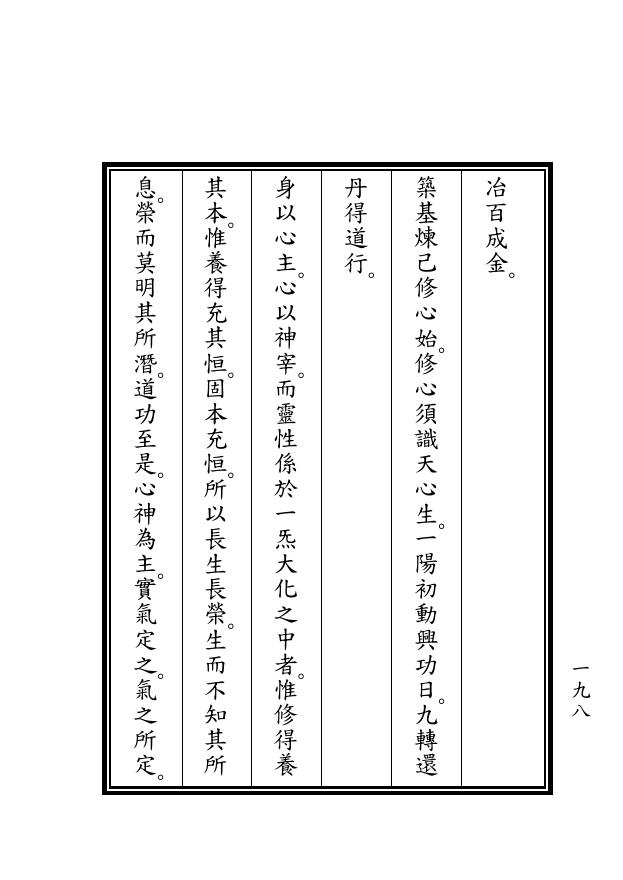 冶百成金。
築基煉己修心始。修心須識天心生。一陽初動興功日。九轉還
丹得道行。
身以心主。心以神宰。而靈性係於一炁大化之中者。惟修得養
其本。惟養得充其恒。固本充恒。所以長生長榮。生而不知其所
息。榮而莫明其所潛。道功至是。心神為主。實氣定之。氣之所定。
一九八